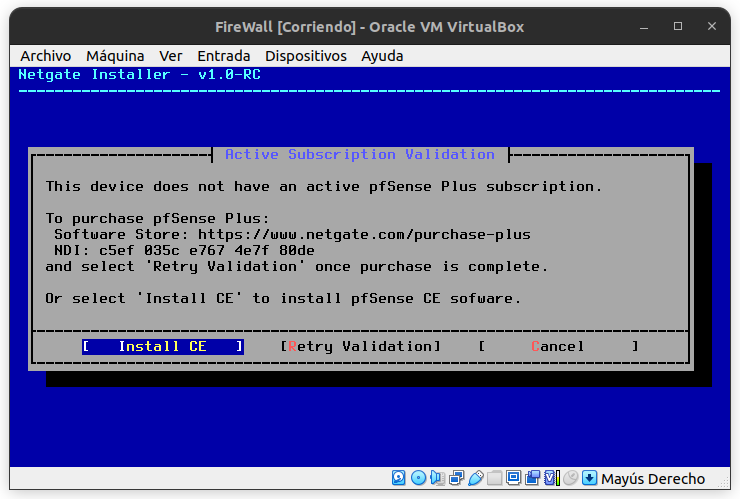 FireWall [Corriendo] - Oracle VM VirtualBox
Archivo Máquina Ver Entrada Dispositivos Ayuda
Netgate Installer - v1.0-RC
Active Subscription Validation
This device does not have an active pfSense Plus subscription.
To purchase pfSense Plus:
Software Store: https://www.netgate.com/purchase-plus
NDI: c5ef 035c e767 4e7f 80de
and select 'Retry Validation' once purchase is complete.
Or select 'Install CE' to install pfSense CE sofware.
[ Install CE ] [Retry Validation] [ Cancel ]
Mayús Derecho